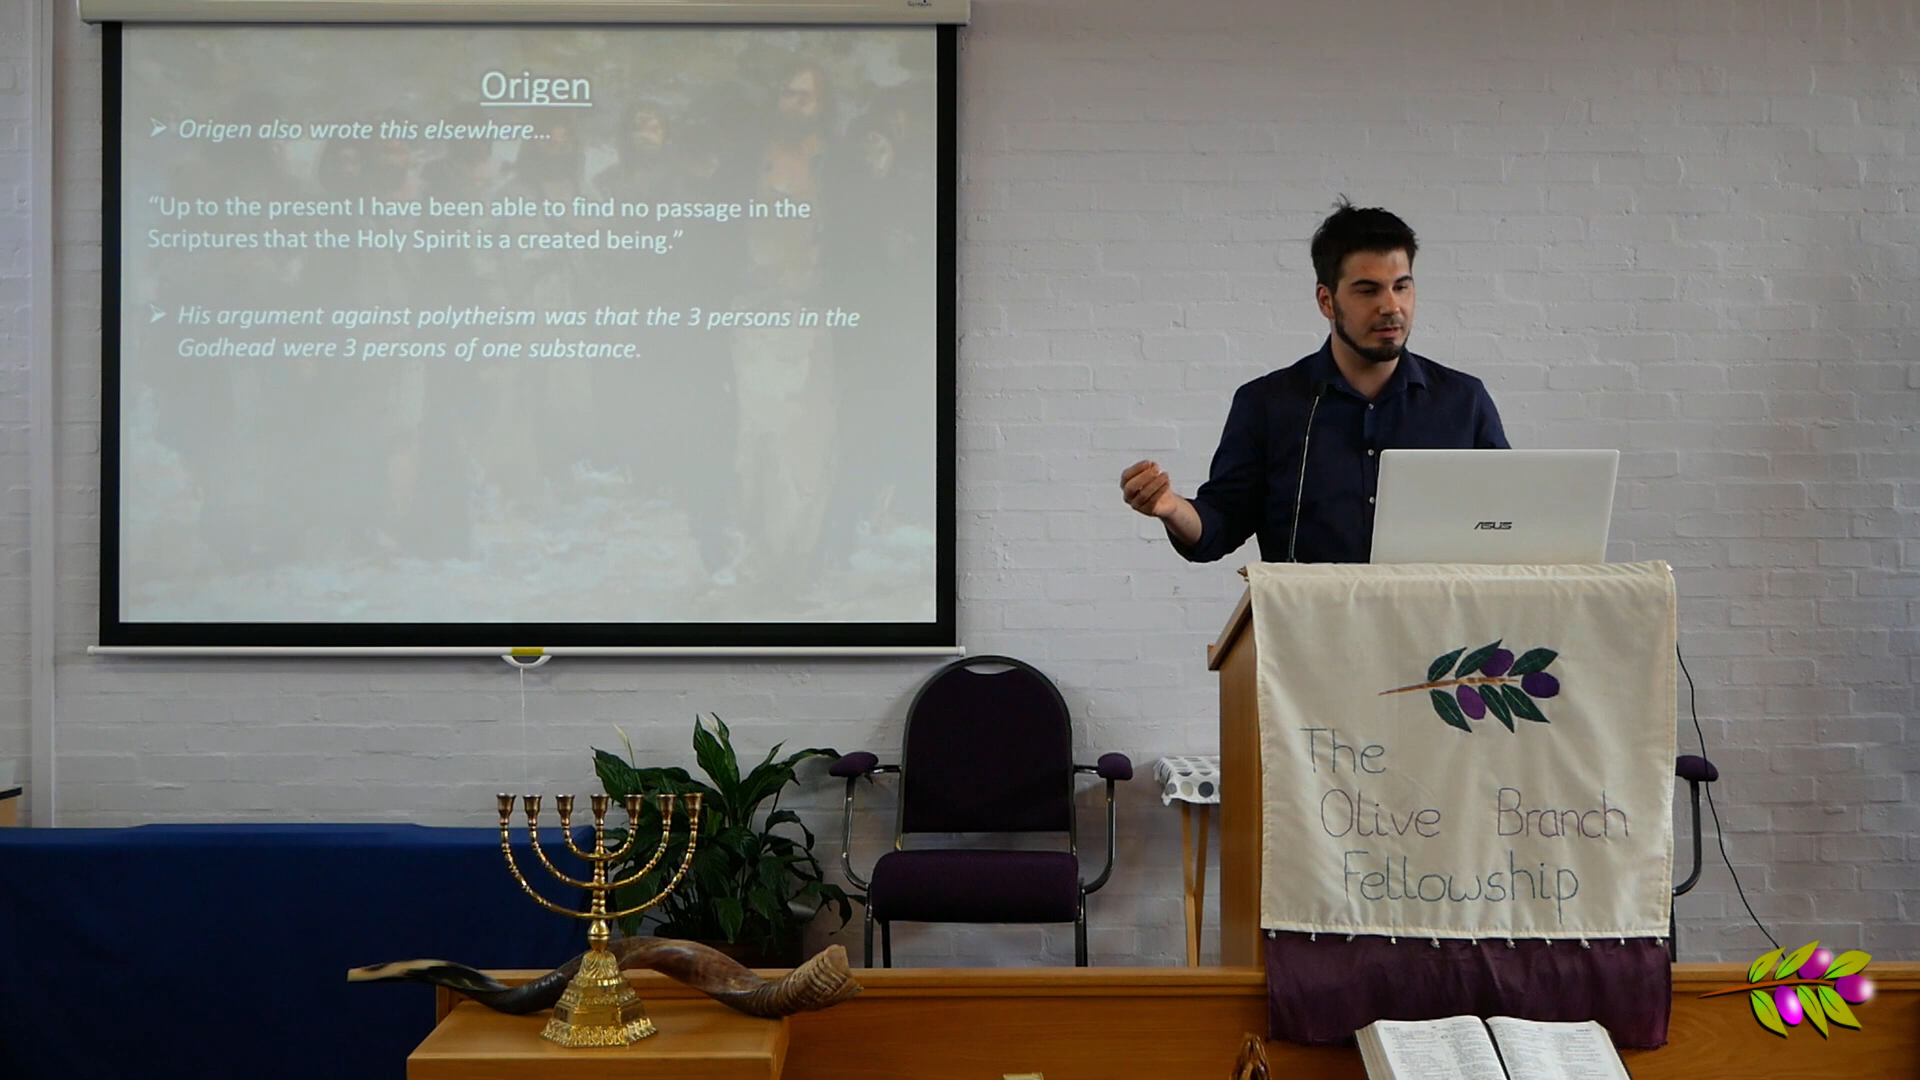 Origen
➢ Origen also wrote this elsewhere...
“Up to the present I have been able to find no passage in the
Scriptures that the Holy Spirit is a created being.”
➢ His argument against polytheism was that the 3 persons in the
Godhead were 3 persons of one substance.
ASUS
The
Olive Branch
Fellowship